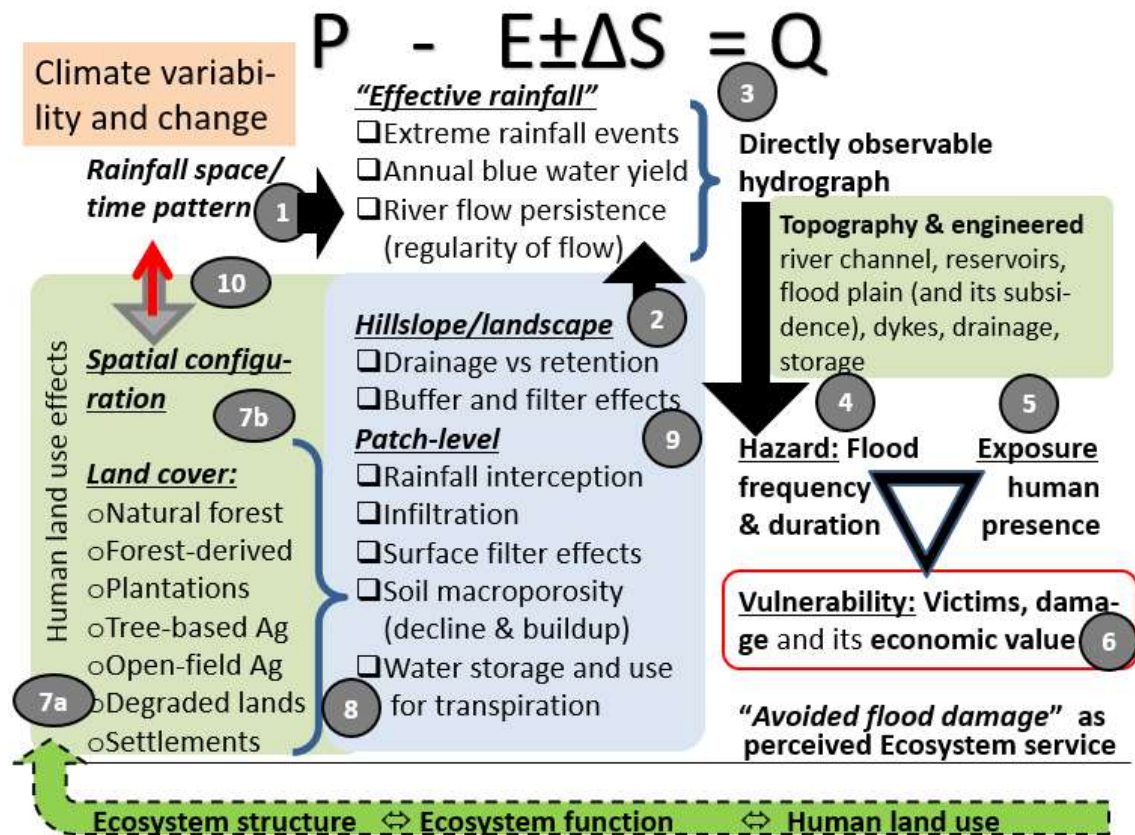 P - E±ΔS = Q
Climate variabi-
lity and change
Rainfall space/
time pattern
1
"Effective rainfall"
❑Extreme rainfall events
❑Annual blue water yield
❑River flow persistence
(regularity of flow)
3
Directly observable
hydrograph
Topography & engineered
river channel, reservoirs,
flood plain (and its subsi-
dence), dykes, drainage,
storage
10
Human land use effects
Spatial configu-
ration
7b
Land cover:
oNatural forest
oForest-derived
oPlantations
oTree-based Ag
oOpen-field Ag
oDegraded lands
oSettlements
7a
2
Hillslope/landscape
❑Drainage vs retention
❑Buffer and filter effects
9
Patch-level
❑Rainfall interception
❑Infiltration
❑Surface filter effects
❑Soil macroporosity
(decline & buildup)
❑Water storage and use
for transpiration
8
4
Hazard: Flood
frequency
& duration
5
Exposure
human
presence
Vulnerability: Victims, dama-
ge and its economic value
6
"Avoided flood damage" as
perceived Ecosystem service
Ecosystem structure ⇔ Ecosystem function ⇔ Human land use